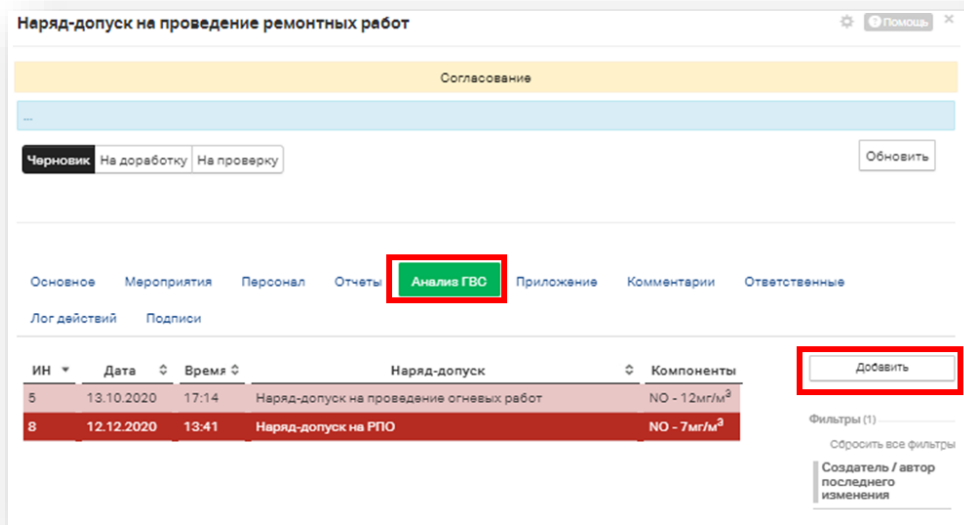 Наряд-допуск на проведение ремонтных работ
Помощь
Согласование
...
Черновик На доработку На проверку
Обновить
Основное Мероприятия Персонал Отчеты Анализ ГВС Приложение Комментарии Ответственные
Лог действий Подписи
ИН Дата Время Наряд-допуск Компоненты
Добавить
5 13.10.2020 17:14 Наряд-допуск на проведение огневых работ NO - 12мг/м³
8 12.12.2020 13:41 Наряд-допуск на РПО NO - 7мг/м³
Фильтры (1)
Сбросить все фильтры
Создатель / автор
последнего
изменения